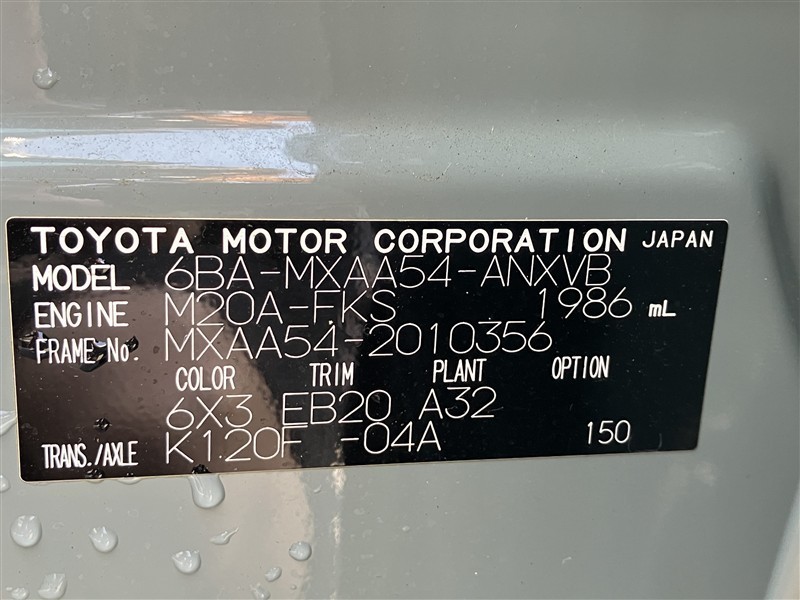 TOYOTA MOTOR CORPORATION JAPAN
MODEL 6BA-MXAA54-ANXVB
ENGINE M20A-FKS 1986 mL
FRAME No. MXAA54-2010356
COLOR TRIM PLANT OPTION
6X3 EB20 A32
TRANS./AXLE K120F -04A 150